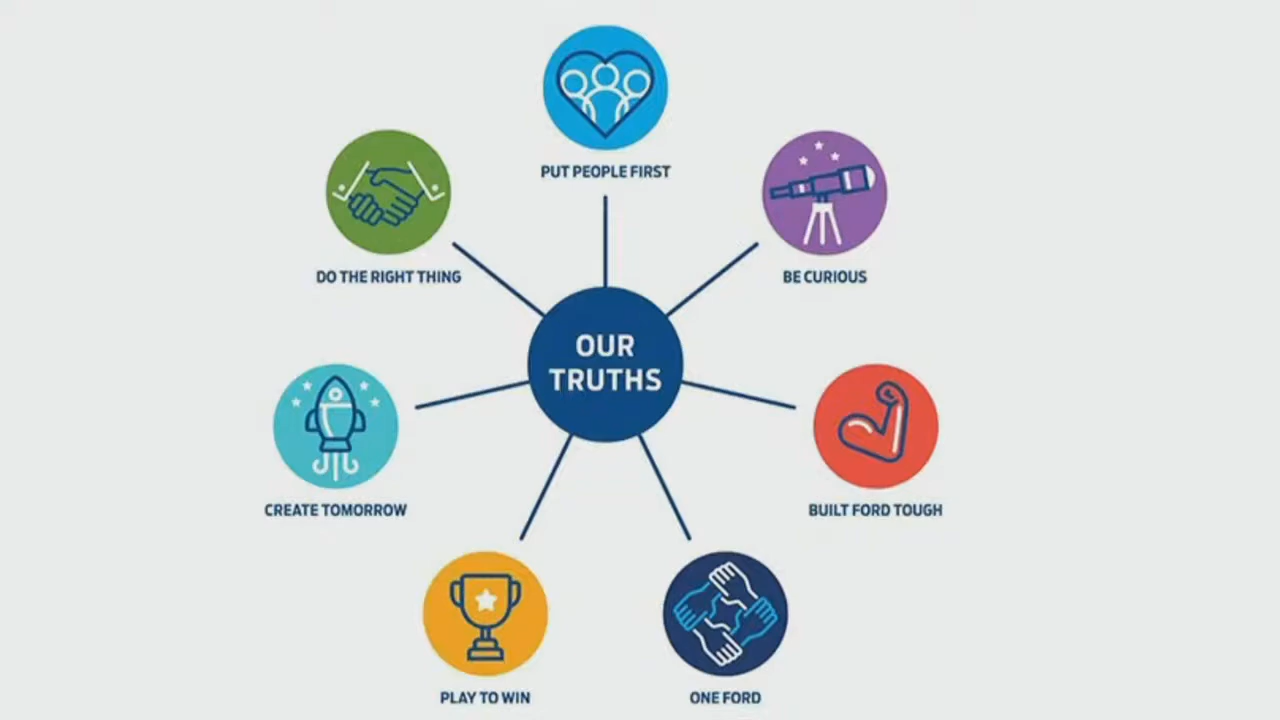 PUT PEOPLE FIRST
DO THE RIGHT THING
BE CURIOUS
OUR
TRUTHS
CREATE TOMORROW
BUILT FORD TOUGH
PLAY TO WIN
ONE FORD